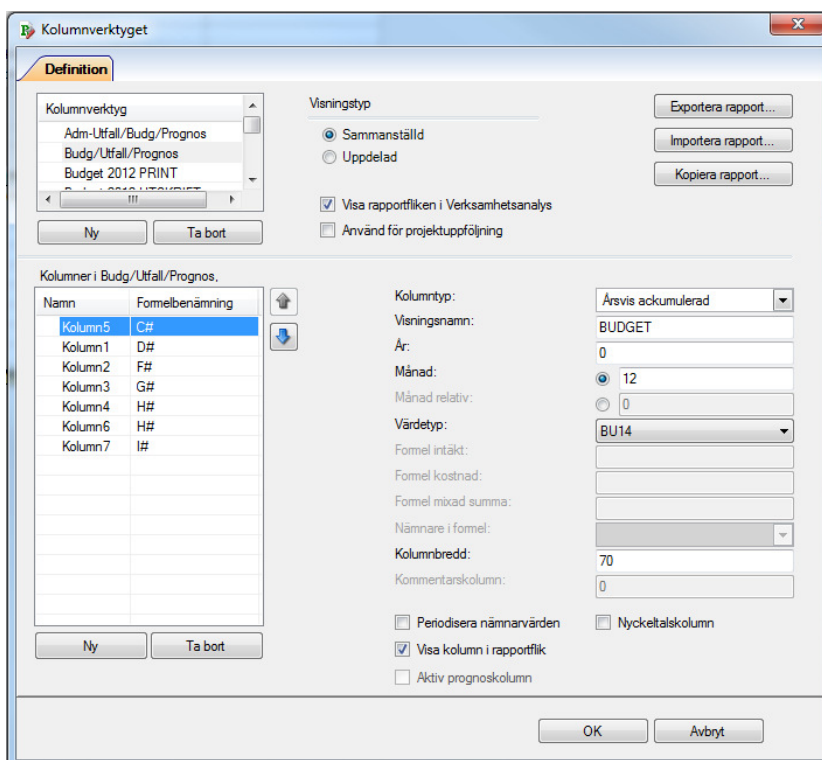 Kolumnverktyget
Definition
Kolumnverktyg
Adm-Utfall/Budg/Prognos
Budg/Utfall/Prognos
Budget 2012 PRINT
Ny Ta bort
Visningstyp
Sammanställd
Uppdelad
Visa rapportfliken i Verksamhetsanalys
Använd för projektuppföljning
Exportera rapport...
Importera rapport...
Kopiera rapport...
Kolumner i Budg/Utfall/Prognos,
Namn Formelbenämning
Kolumn5 C#
Kolumn1 D#
Kolumn2 F#
Kolumn3 G#
Kolumn4 H#
Kolumn6 H#
Kolumn7 I#
Ny Ta bort
Kolumntyp: Årsvis ackumulerad
Visningsnamn: BUDGET
År: 0
Månad: 12
Månad relativ: 0
Värdetyp: BU14
Formel intäkt:
Formel kostnad:
Formel mixad summa:
Nämnare i formel:
Kolumnbredd: 70
Kommentarskolumn: 0
Periodisera nämnarvärden Nyckeltalskolumn
Visa kolumn i rapportflik
Aktiv prognoskolumn
OK Avbryt